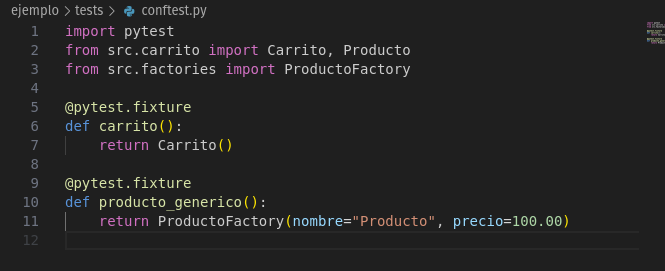 ejemplo > tests > conftest.py
1 import pytest
2 from src.carrito import Carrito, Producto
3 from src.factories import ProductoFactory
4
5 @pytest.fixture
6 def carrito():
7     return Carrito()
8
9 @pytest.fixture
10 def producto_generico():
11     return ProductoFactory(nombre="Producto", precio=100.00)
12